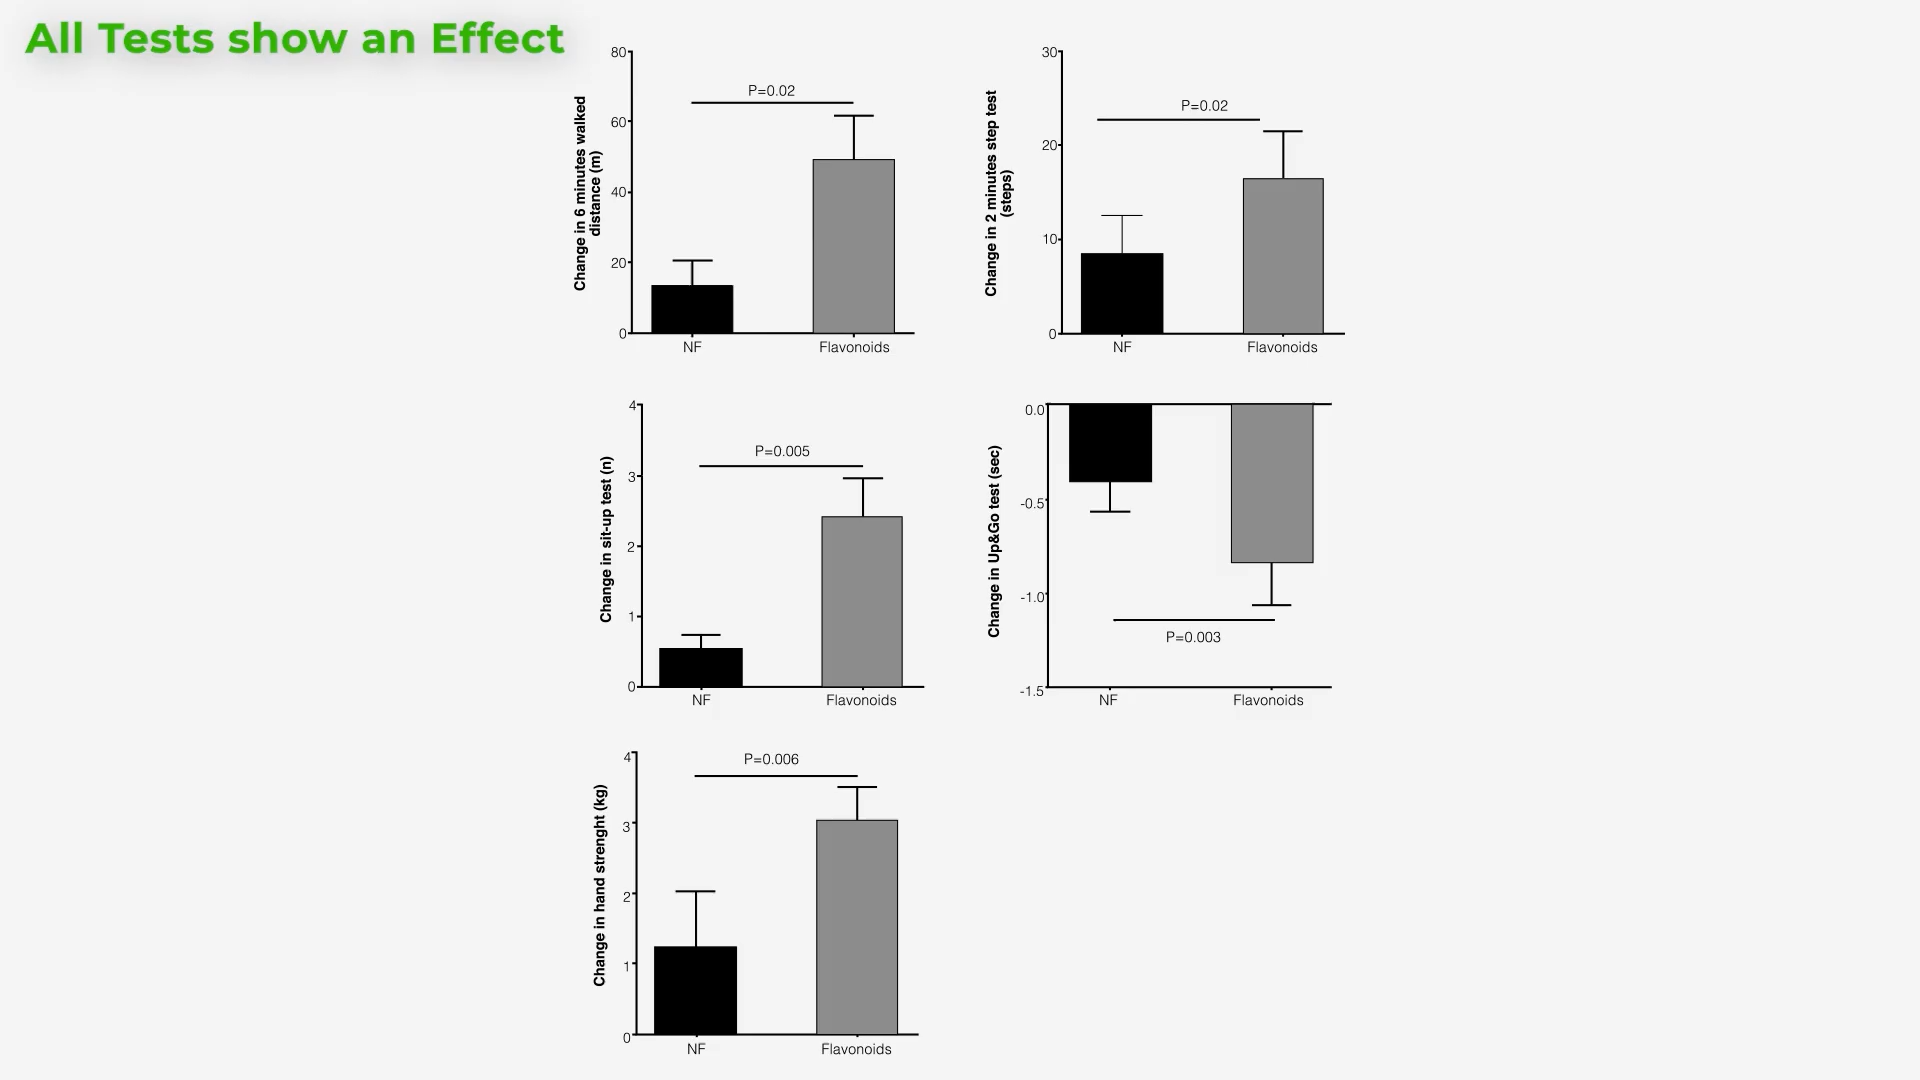 All Tests show an Effect
Change in 6 minutes walked
distance (m)
80
60
40
20
0
P=0.02
NF
Flavonoids
Change in 2 minutes step test
(steps)
30
20
10
0
P=0.02
NF
Flavonoids
Change in sit-up test (n)
4
3
2
1
0
P=0.005
NF
Flavonoids
Change in Up&Go test (sec)
0.0
-0.5
-1.0
-1.5
P=0.003
NF
Flavonoids
Change in hand strenght (kg)
4
3
2
1
0
P=0.006
NF
Flavonoids